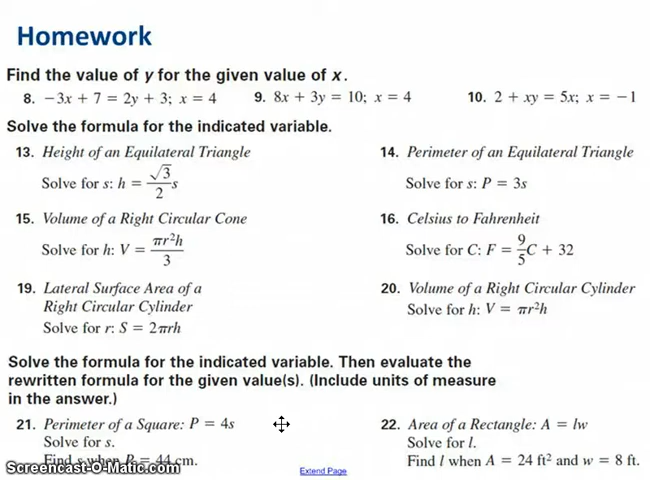 Homework
Find the value of y for the given value of x.
8. −3x + 7 = 2y + 3; x = 4
9. 8x + 3y = 10; x = 4
10. 2 + xy = 5x; x = −1
Solve the formula for the indicated variable.
13. Height of an Equilateral Triangle
Solve for s: h = √3/2 s
14. Perimeter of an Equilateral Triangle
Solve for s: P = 3s
15. Volume of a Right Circular Cone
Solve for h: V = πr²h/3
16. Celsius to Fahrenheit
Solve for C: F = 9/5 C + 32
19. Lateral Surface Area of a
Right Circular Cylinder
Solve for r: S = 2πrh
20. Volume of a Right Circular Cylinder
Solve for h: V = πr²h
Solve the formula for the indicated variable. Then evaluate the
rewritten formula for the given value(s). (Include units of measure
in the answer.)
21. Perimeter of a Square: P = 4s
Solve for s.
Find s when P = 44 cm.
22. Area of a Rectangle: A = lw
Solve for l.
Find l when A = 24 ft² and w = 8 ft.
Screencast-O-Matic.com
Extend Page